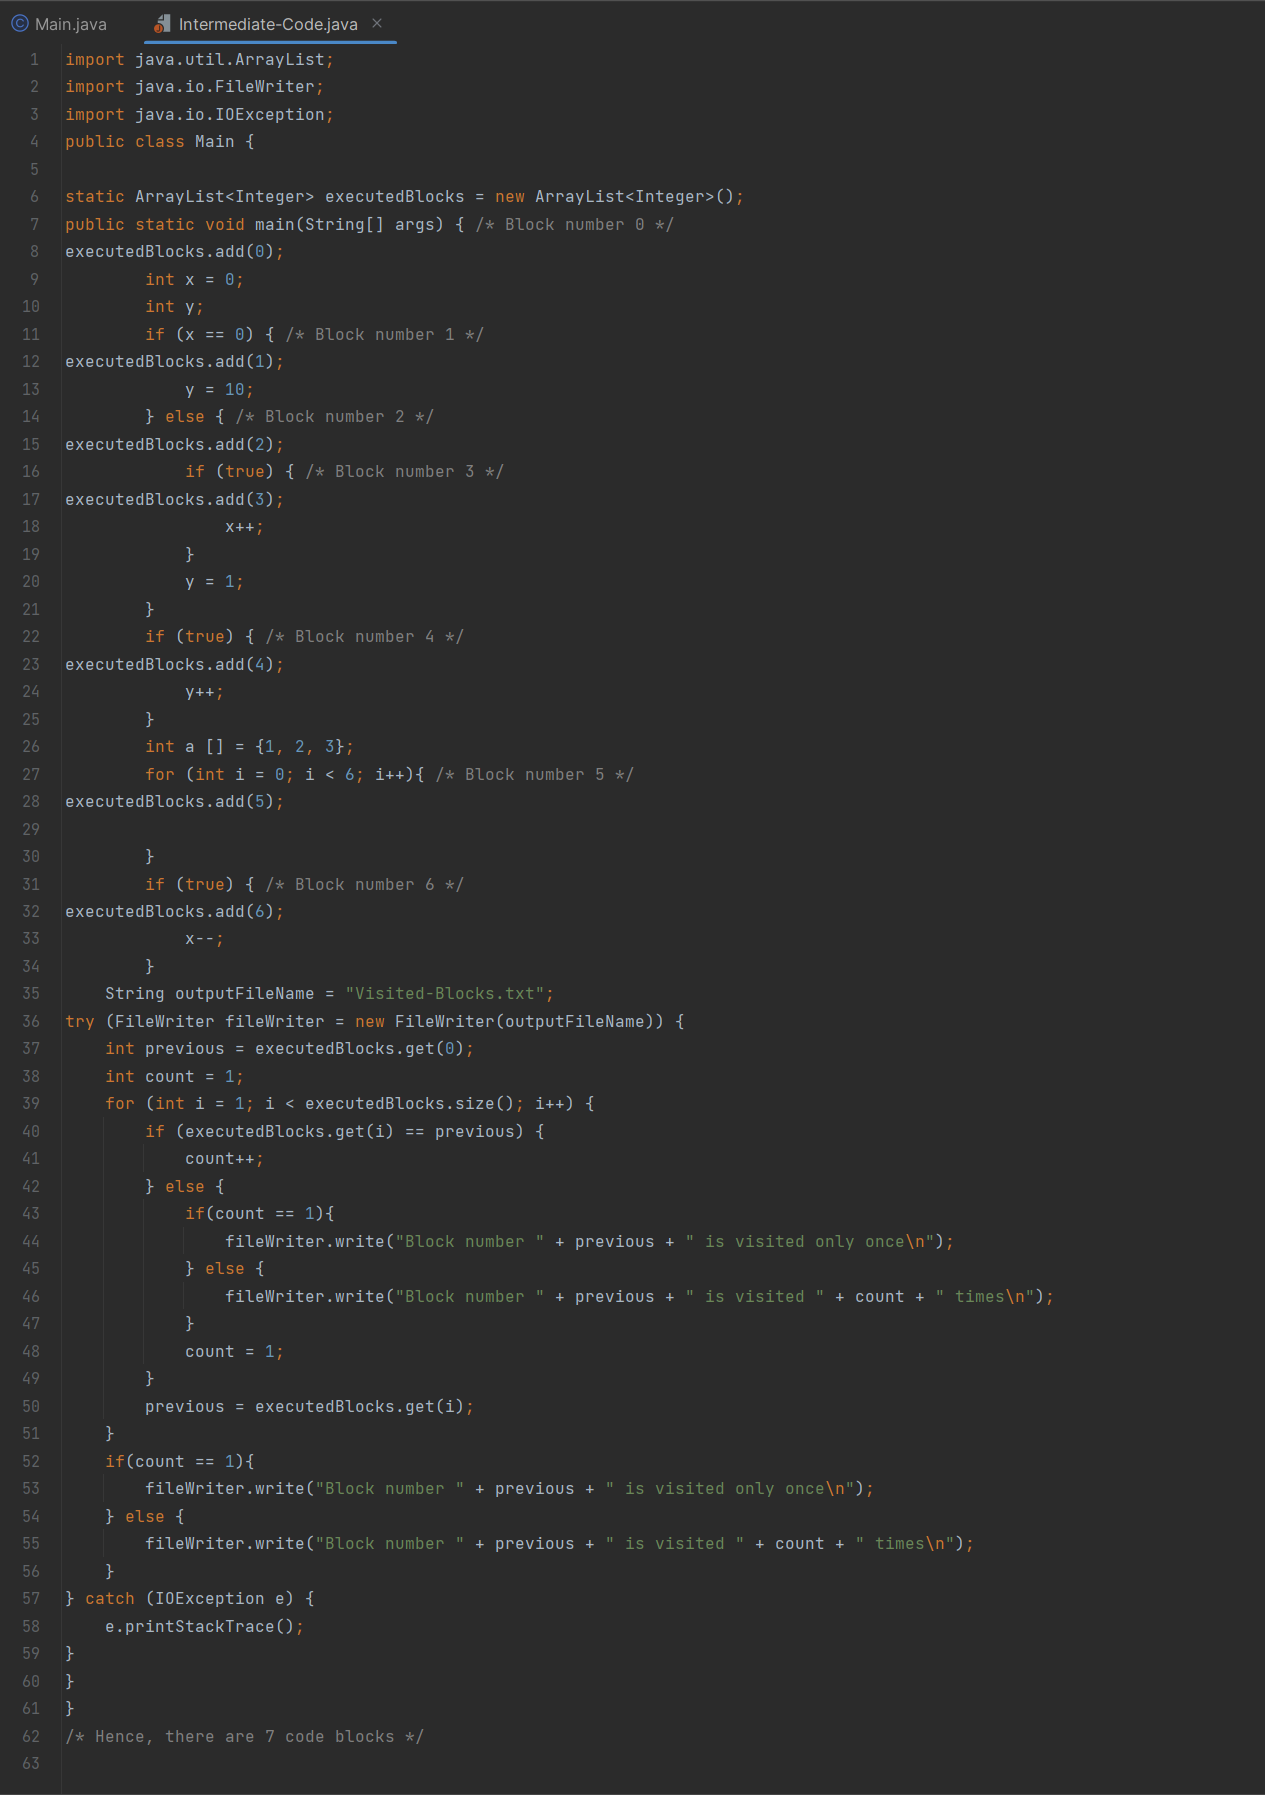 Main.java Intermediate-Code.java
1 import java.util.ArrayList;
2 import java.io.FileWriter;
3 import java.io.IOException;
4 public class Main {
5
6 static ArrayList<Integer> executedBlocks = new ArrayList<Integer>();
7 public static void main(String[] args) { /* Block number 0 */
8 executedBlocks.add(0);
9         int x = 0;
10         int y;
11         if (x == 0) { /* Block number 1 */
12 executedBlocks.add(1);
13             y = 10;
14         } else { /* Block number 2 */
15 executedBlocks.add(2);
16             if (true) { /* Block number 3 */
17 executedBlocks.add(3);
18                 x++;
19             }
20             y = 1;
21         }
22         if (true) { /* Block number 4 */
23 executedBlocks.add(4);
24             y++;
25         }
26         int a [] = {1, 2, 3};
27         for (int i = 0; i < 6; i++){ /* Block number 5 */
28 executedBlocks.add(5);
29
30         }
31         if (true) { /* Block number 6 */
32 executedBlocks.add(6);
33             x--;
34         }
35     String outputFileName = "Visited-Blocks.txt";
36 try (FileWriter fileWriter = new FileWriter(outputFileName)) {
37     int previous = executedBlocks.get(0);
38     int count = 1;
39     for (int i = 1; i < executedBlocks.size(); i++) {
40         if (executedBlocks.get(i) == previous) {
41             count++;
42         } else {
43             if(count == 1){
44                 fileWriter.write("Block number " + previous + " is visited only once\n");
45             } else {
46                 fileWriter.write("Block number " + previous + " is visited " + count + " times\n");
47             }
48             count = 1;
49         }
50         previous = executedBlocks.get(i);
51     }
52     if(count == 1){
53         fileWriter.write("Block number " + previous + " is visited only once\n");
54     } else {
55         fileWriter.write("Block number " + previous + " is visited " + count + " times\n");
56     }
57 } catch (IOException e) {
58     e.printStackTrace();
59 }
60 }
61 }
62 /* Hence, there are 7 code blocks */
63